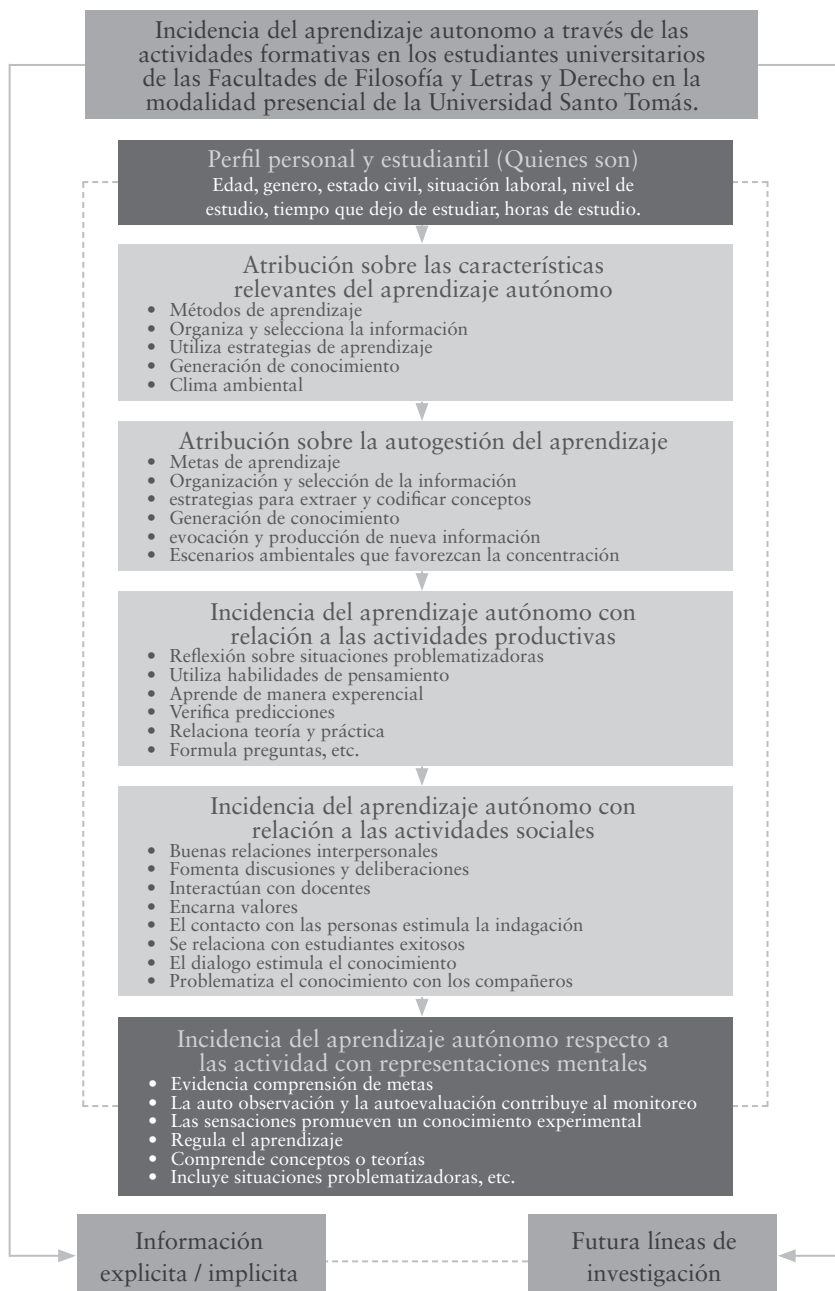 Incidencia del aprendizaje autonomo a través de las
actividades formativas en los estudiantes universitarios
de las Facultades de Filosofía y Letras y Derecho en la
modalidad presencial de la Universidad Santo Tomás.
Perfil personal y estudiantil (Quienes son)
Edad, genero, estado civil, situación laboral, nivel de
estudio, tiempo que dejo de estudiar, horas de estudio.
Atribución sobre las características
relevantes del aprendizaje autónomo
• Métodos de aprendizaje
• Organiza y selecciona la información
• Utiliza estrategias de aprendizaje
• Generación de conocimiento
• Clima ambiental
Atribución sobre la autogestión del aprendizaje
• Metas de aprendizaje
• Organización y selección de la información
• estrategias para extraer y codificar conceptos
• Generación de conocimiento
• evocación y producción de nueva información
• Escenarios ambientales que favorezcan la concentración
Incidencia del aprendizaje autónomo con
relación a las actividades productivas
• Reflexión sobre situaciones problematizadoras
• Utiliza habilidades de pensamiento
• Aprende de manera experencial
• Verifica predicciones
• Relaciona teoría y práctica
• Formula preguntas, etc.
Incidencia del aprendizaje autónomo con
relación a las actividades sociales
• Buenas relaciones interpersonales
• Fomenta discusiones y deliberaciones
• Interactúan con docentes
• Encarna valores
• El contacto con las personas estimula la indagación
• Se relaciona con estudiantes exitosos
• El dialogo estimula el conocimiento
• Problematiza el conocimiento con los compañeros
Incidencia del aprendizaje autónomo respecto a
las actividad con representaciones mentales
• Evidencia comprensión de metas
• La auto observación y la autoevaluación contribuye al monitoreo
• Las sensaciones promueven un conocimiento experimental
• Regula el aprendizaje
• Comprende conceptos o teorías
• Incluye situaciones problematizadoras, etc.
Información
explicita / implicita
Futura líneas de
investigación